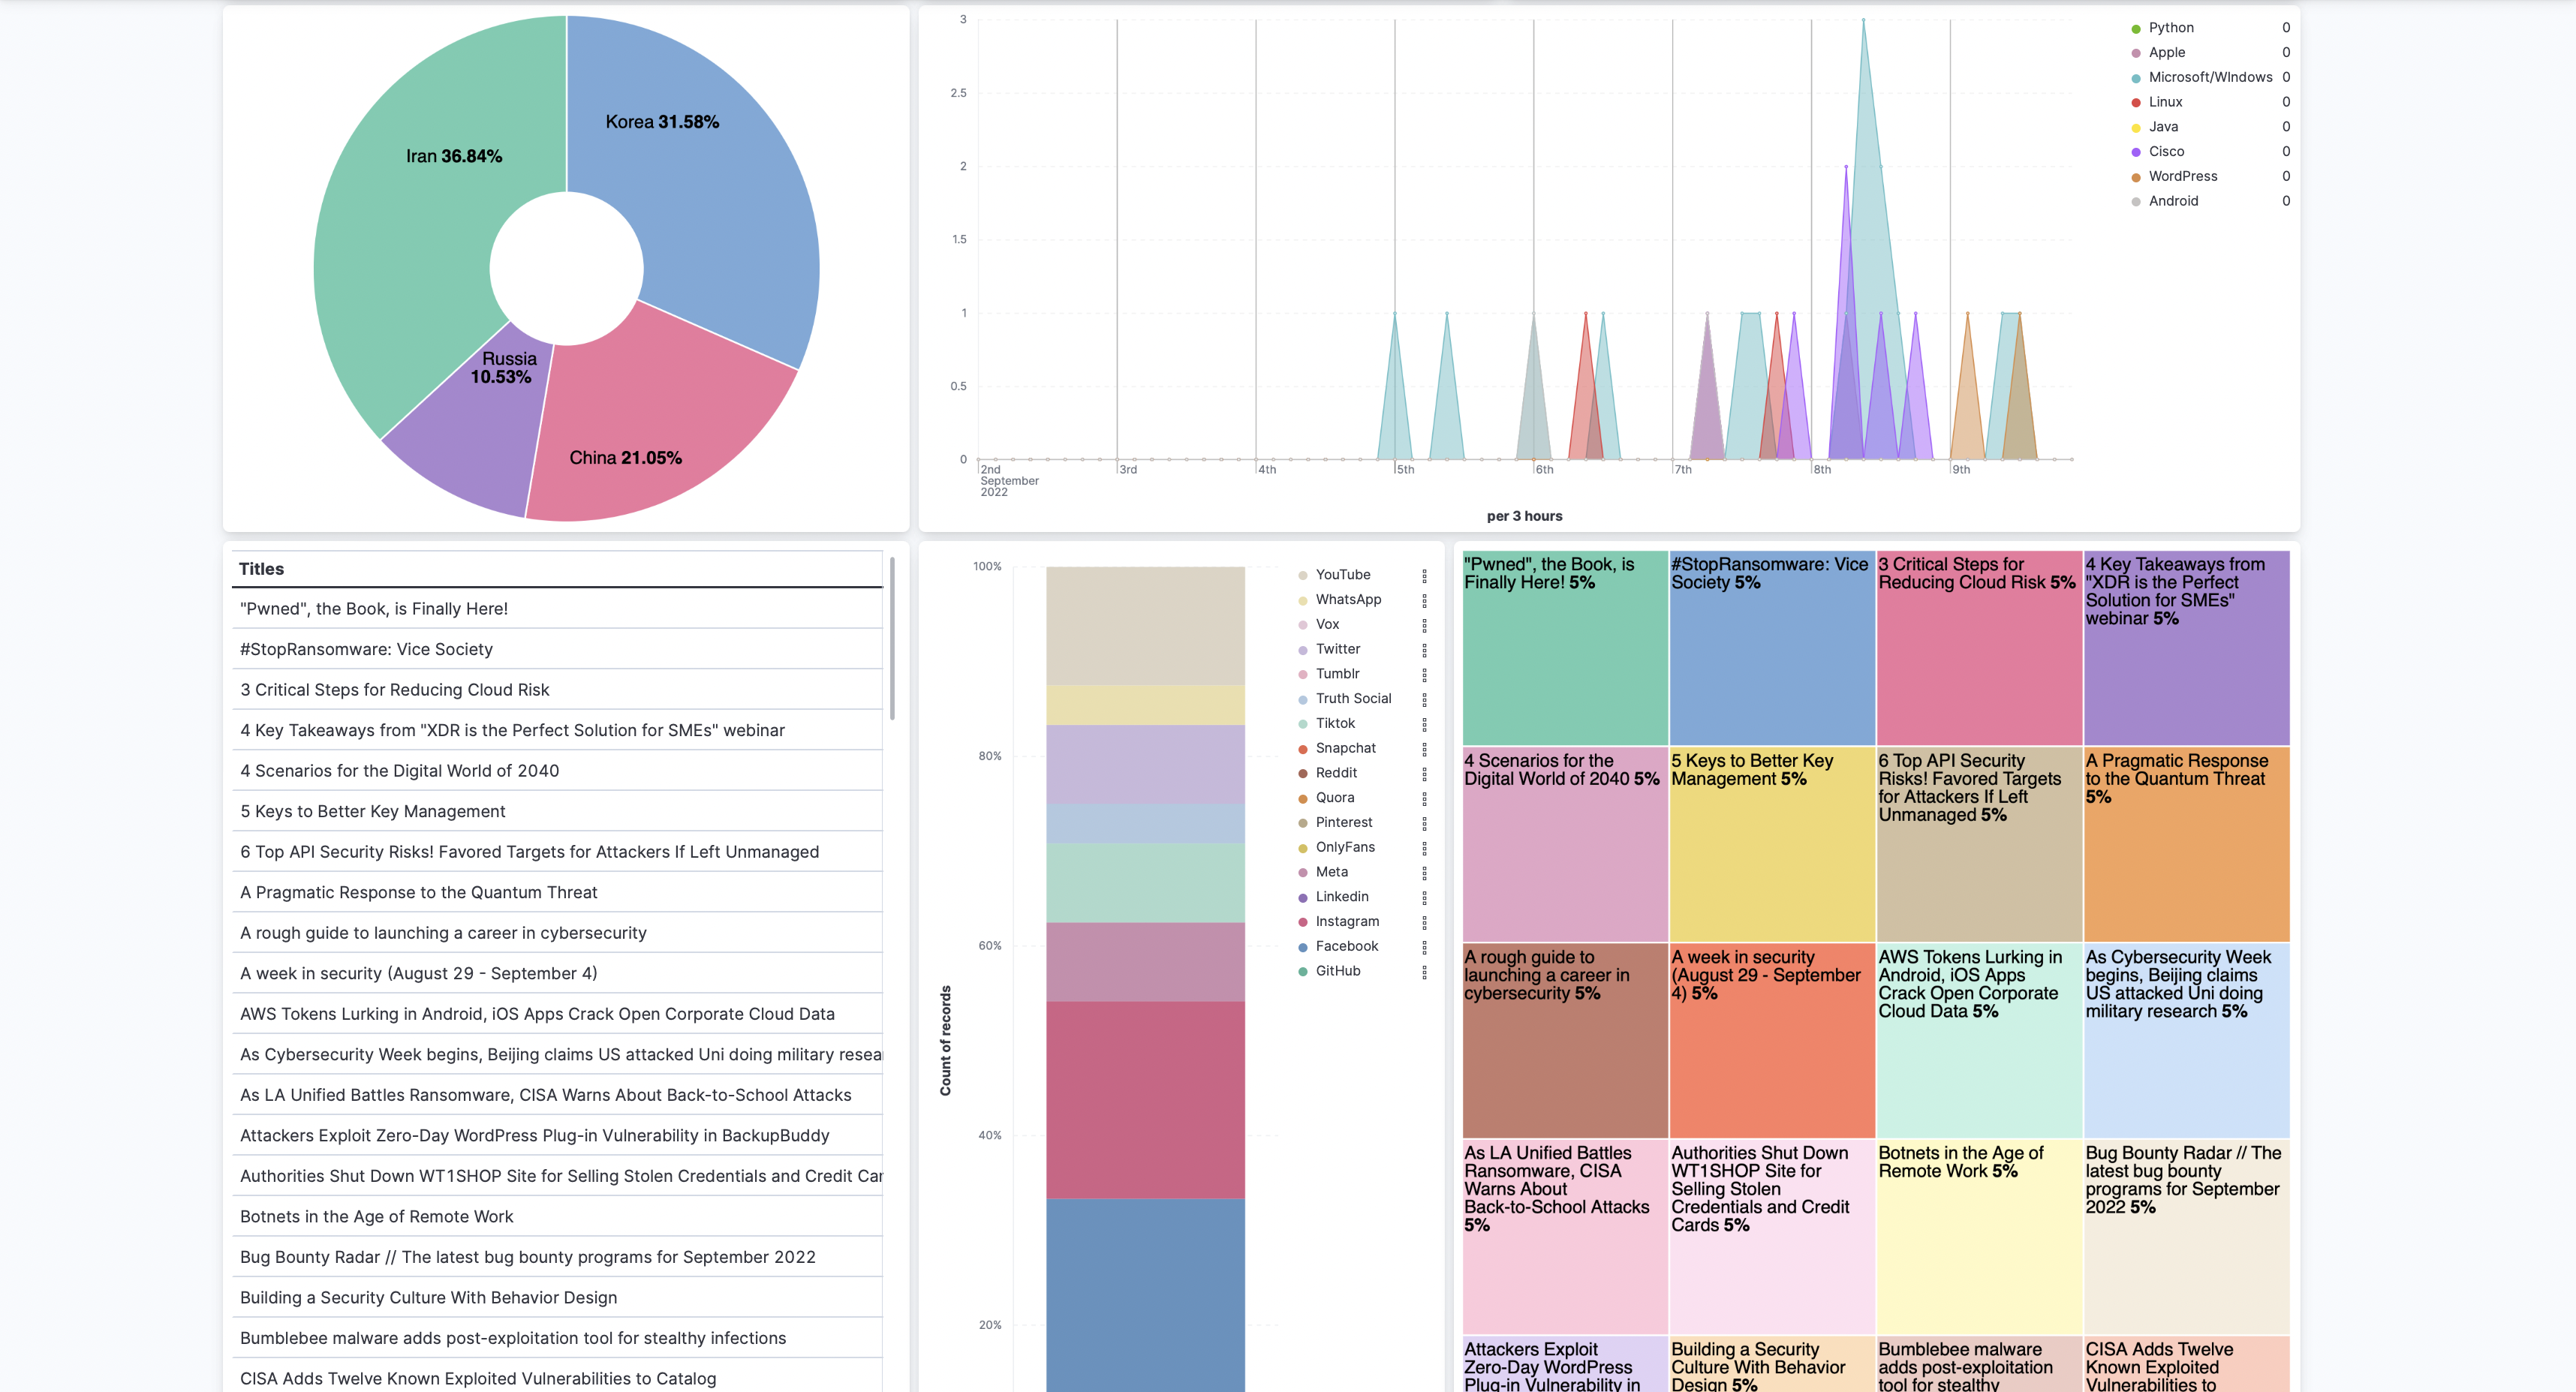 Korea 31.58%
Iran 36.84%
Russia
10.53%
China 21.05%
3
2.5
2
1.5
1
0.5
0
2nd
September
2022
3rd
4th
5th
6th
7th
8th
9th
per 3 hours
Python 0
Apple 0
Microsoft/WIndows 0
Linux 0
Java 0
Cisco 0
WordPress 0
Android 0
Titles
"Pwned", the Book, is Finally Here!
#StopRansomware: Vice Society
3 Critical Steps for Reducing Cloud Risk
4 Key Takeaways from "XDR is the Perfect Solution for SMEs" webinar
4 Scenarios for the Digital World of 2040
5 Keys to Better Key Management
6 Top API Security Risks! Favored Targets for Attackers If Left Unmanaged
A Pragmatic Response to the Quantum Threat
A rough guide to launching a career in cybersecurity
A week in security (August 29 - September 4)
AWS Tokens Lurking in Android, iOS Apps Crack Open Corporate Cloud Data
As Cybersecurity Week begins, Beijing claims US attacked Uni doing military resea
As LA Unified Battles Ransomware, CISA Warns About Back-to-School Attacks
Attackers Exploit Zero-Day WordPress Plug-in Vulnerability in BackupBuddy
Authorities Shut Down WT1SHOP Site for Selling Stolen Credentials and Credit Car
Botnets in the Age of Remote Work
Bug Bounty Radar // The latest bug bounty programs for September 2022
Building a Security Culture With Behavior Design
Bumblebee malware adds post-exploitation tool for stealthy infections
CISA Adds Twelve Known Exploited Vulnerabilities to Catalog
100%
80%
60%
40%
20%
Count of records
YouTube
WhatsApp
Vox
Twitter
Tumblr
Truth Social
Tiktok
Snapchat
Reddit
Quora
Pinterest
OnlyFans
Meta
Linkedin
Instagram
Facebook
GitHub
"Pwned", the Book, is
Finally Here! 5%
#StopRansomware: Vice
Society 5%
3 Critical Steps for
Reducing Cloud Risk 5%
4 Key Takeaways from
"XDR is the Perfect
Solution for SMEs"
webinar 5%
4 Scenarios for the
Digital World of 2040 5%
5 Keys to Better Key
Management 5%
6 Top API Security
Risks! Favored Targets
for Attackers If Left
Unmanaged 5%
A Pragmatic Response
to the Quantum Threat
5%
A rough guide to
launching a career in
cybersecurity 5%
A week in security
(August 29 - September
4) 5%
AWS Tokens Lurking in
Android, iOS Apps
Crack Open Corporate
Cloud Data 5%
As Cybersecurity Week
begins, Beijing claims
US attacked Uni doing
military research 5%
As LA Unified Battles
Ransomware, CISA
Warns About
Back-to-School Attacks
5%
Authorities Shut Down
WT1SHOP Site for
Selling Stolen
Credentials and Credit
Cards 5%
Botnets in the Age of
Remote Work 5%
Bug Bounty Radar // The
latest bug bounty
programs for September
2022 5%
Attackers Exploit
Zero-Day WordPress
Plug-in Vulnerability in
Building a Security
Culture With Behavior
Design 5%
Bumblebee malware
adds post-exploitation
tool for stealthy
CISA Adds Twelve
Known Exploited
Vulnerabilities to